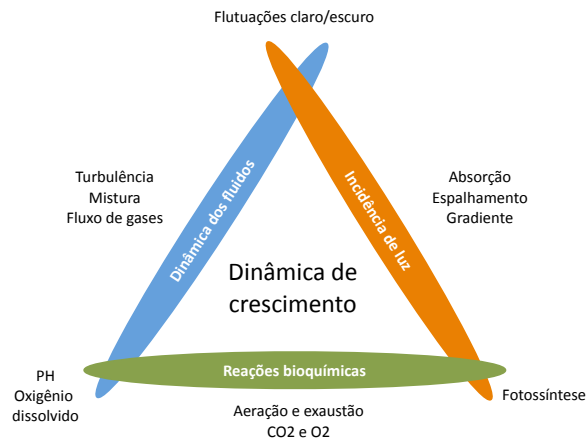 Flutuações claro/escuro
Turbulência
Mistura
Fluxo de gases
Dinâmica dos fluidos
Incidência de luz
Absorção
Espalhamento
Gradiente
Dinâmica de
crescimento
Reações bioquímicas
PH
Oxigênio
dissolvido
Aeração e exaustão
CO2 e O2
Fotossíntese